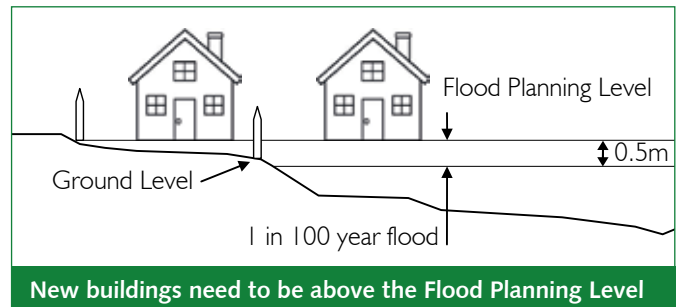 Flood Planning Level
0.5m
Ground Level
1 in 100 year flood
New buildings need to be above the Flood Planning Level